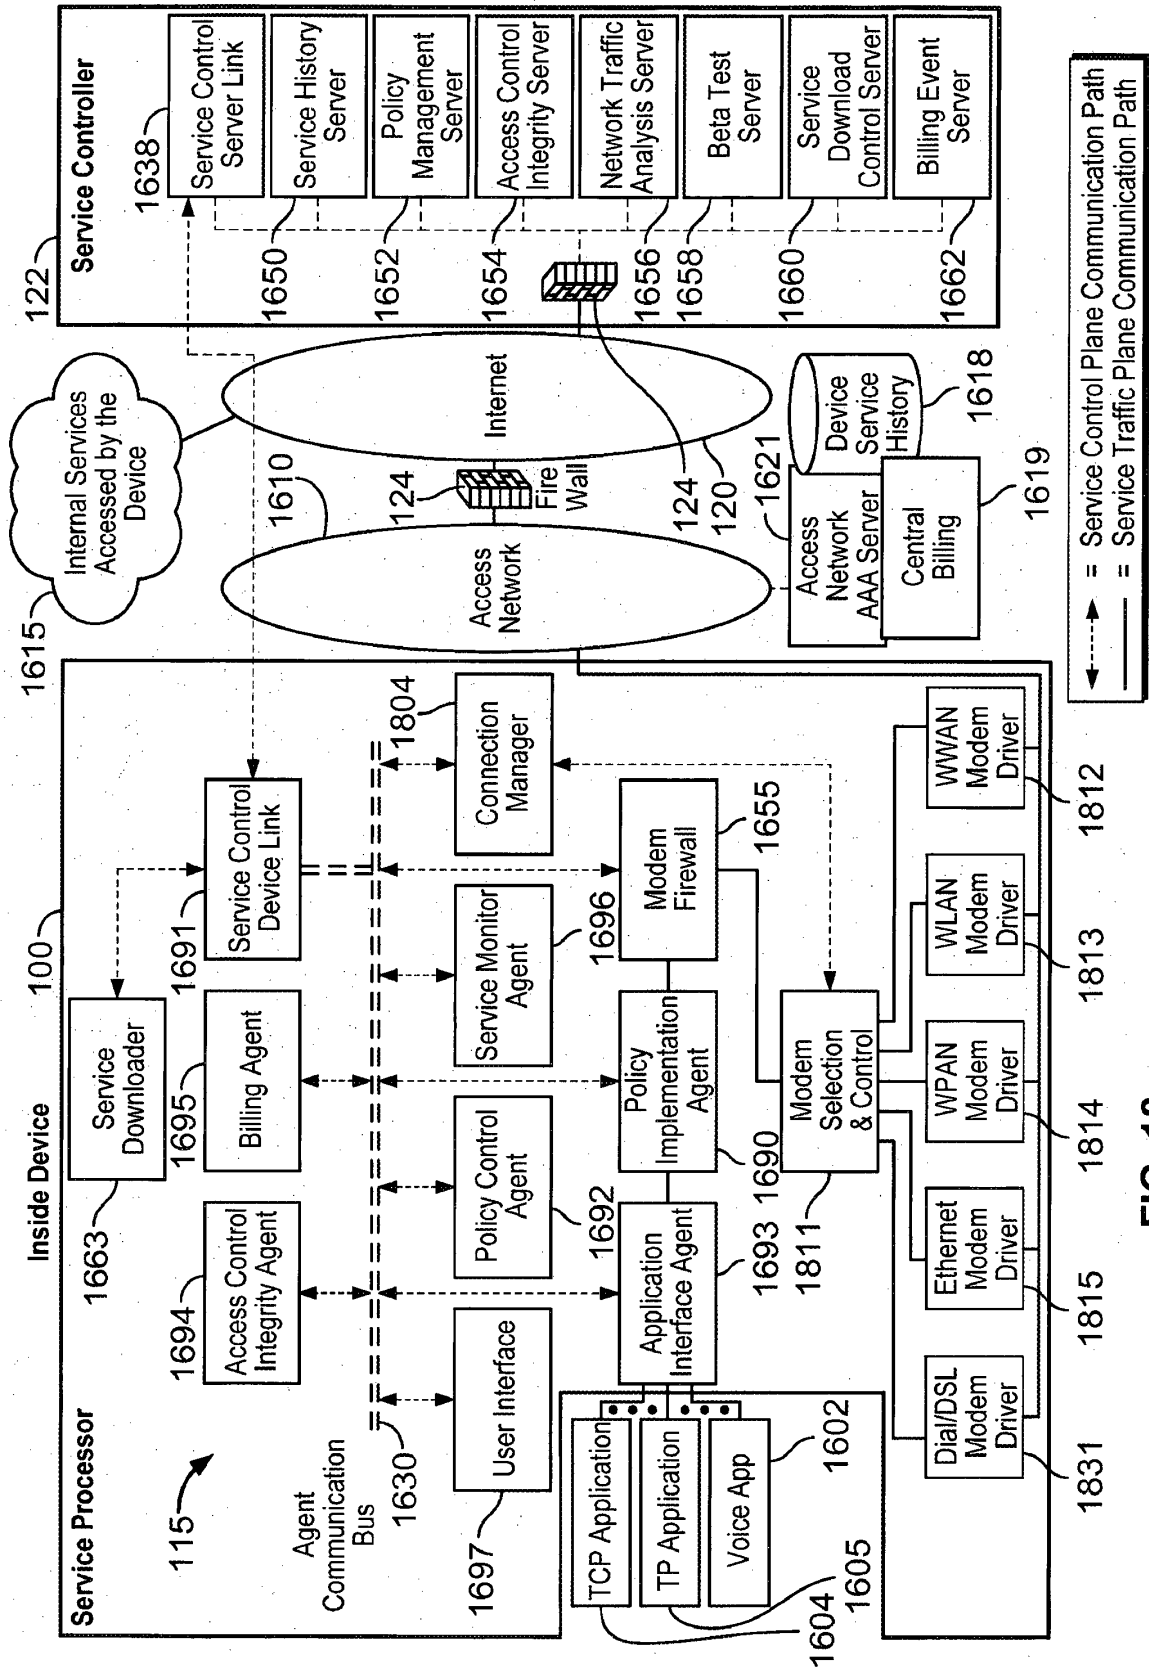 Inside Device
100
Service Processor
115
1663
Service
Downloader
1694
Access Control
Integrity Agent
1695
Billing Agent
1691
Service Control
Device Link
Agent
Communication
Bus
1630
1697
User Interface
Policy Control
Agent
1692
Service Monitor
Agent
1696
Connection
Manager
1804
TCP Application
TP Application
Voice App
1604
1605
1602
Application
Interface Agent
1693
Policy
Implementation
Agent
1690
Modem
Firewall
1655
1811
Modem
Selection
& Control
Dial/DSL
Modem
Driver
1831
Ethernet
Modem
Driver
1815
WPAN
Modem
Driver
1814
WLAN
Modem
Driver
1813
WWAN
Modem
Driver
1812
1615
Internal Services
Accessed by the
Device
1610
Access
Network
124
Fire
Wall
Internet
124
120
1621
Access
Network
AAA Server
Device
Service
History
1618
Central
Billing
1619
122
Service Controller
1638
Service Control
Server Link
1650
Service History
Server
1652
Policy
Management
Server
1654
Access Control
Integrity Server
1656
Network Traffic
Analysis Server
1658
Beta Test
Server
1660
Service
Download
Control Server
1662
Billing Event
Server
= Service Control Plane Communication Path
= Service Traffic Plane Communication Path